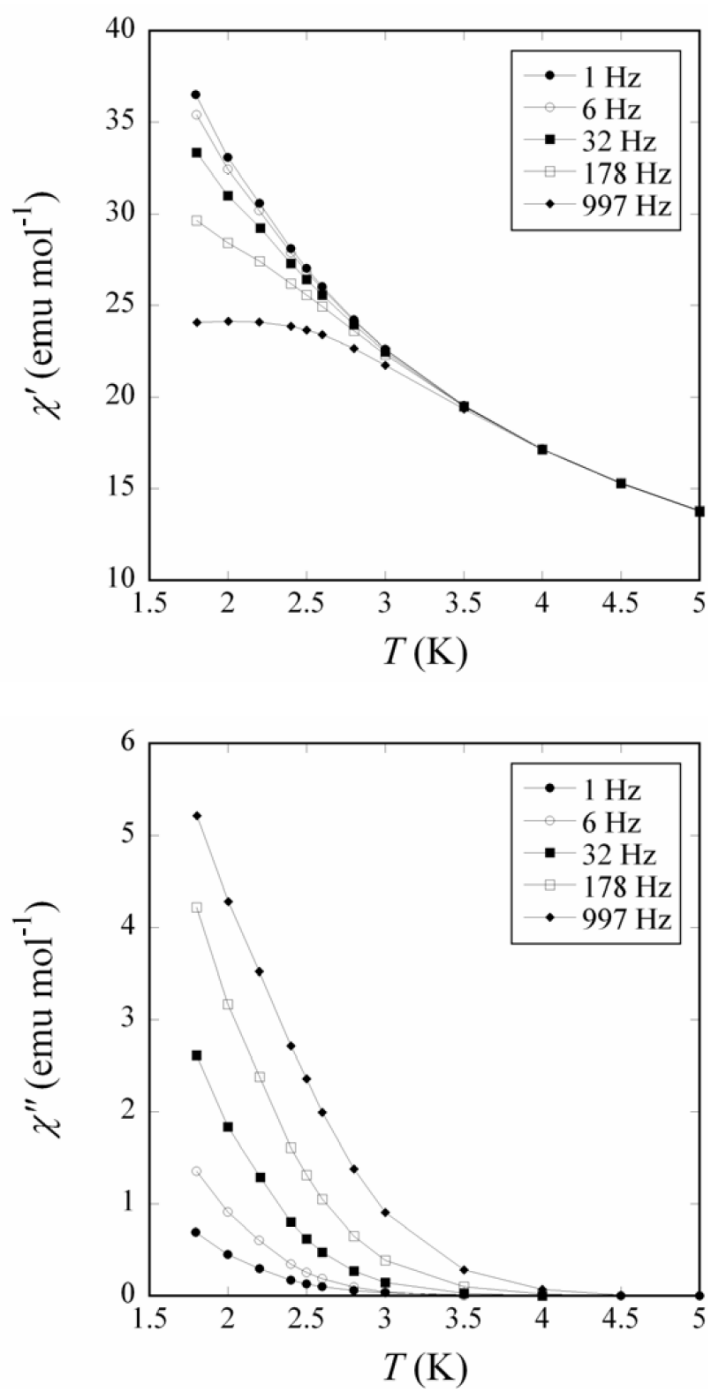 40
35
30
25
20
15
10
χ′ (emu mol⁻¹)
1 Hz
6 Hz
32 Hz
178 Hz
997 Hz
1.5 2 2.5 3 3.5 4 4.5 5
T (K)
6
5
4
3
2
1
0
χ″ (emu mol⁻¹)
1 Hz
6 Hz
32 Hz
178 Hz
997 Hz
1.5 2 2.5 3 3.5 4 4.5 5
T (K)